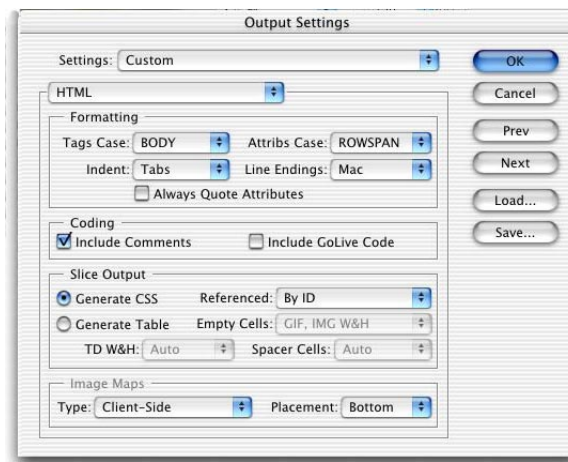 Output Settings
Settings: Custom
OK
HTML
Cancel
Formatting
Tags Case: BODY Attribs Case: ROWSPAN
Prev
Indent: Tabs Line Endings: Mac
Next
Always Quote Attributes
Load...
Coding
Save...
Include Comments Include GoLive Code
Slice Output
Generate CSS Referenced: By ID
Generate Table Empty Cells: GIF, IMG W&H
TD W&H: Auto Spacer Cells: Auto
Image Maps
Type: Client-Side Placement: Bottom